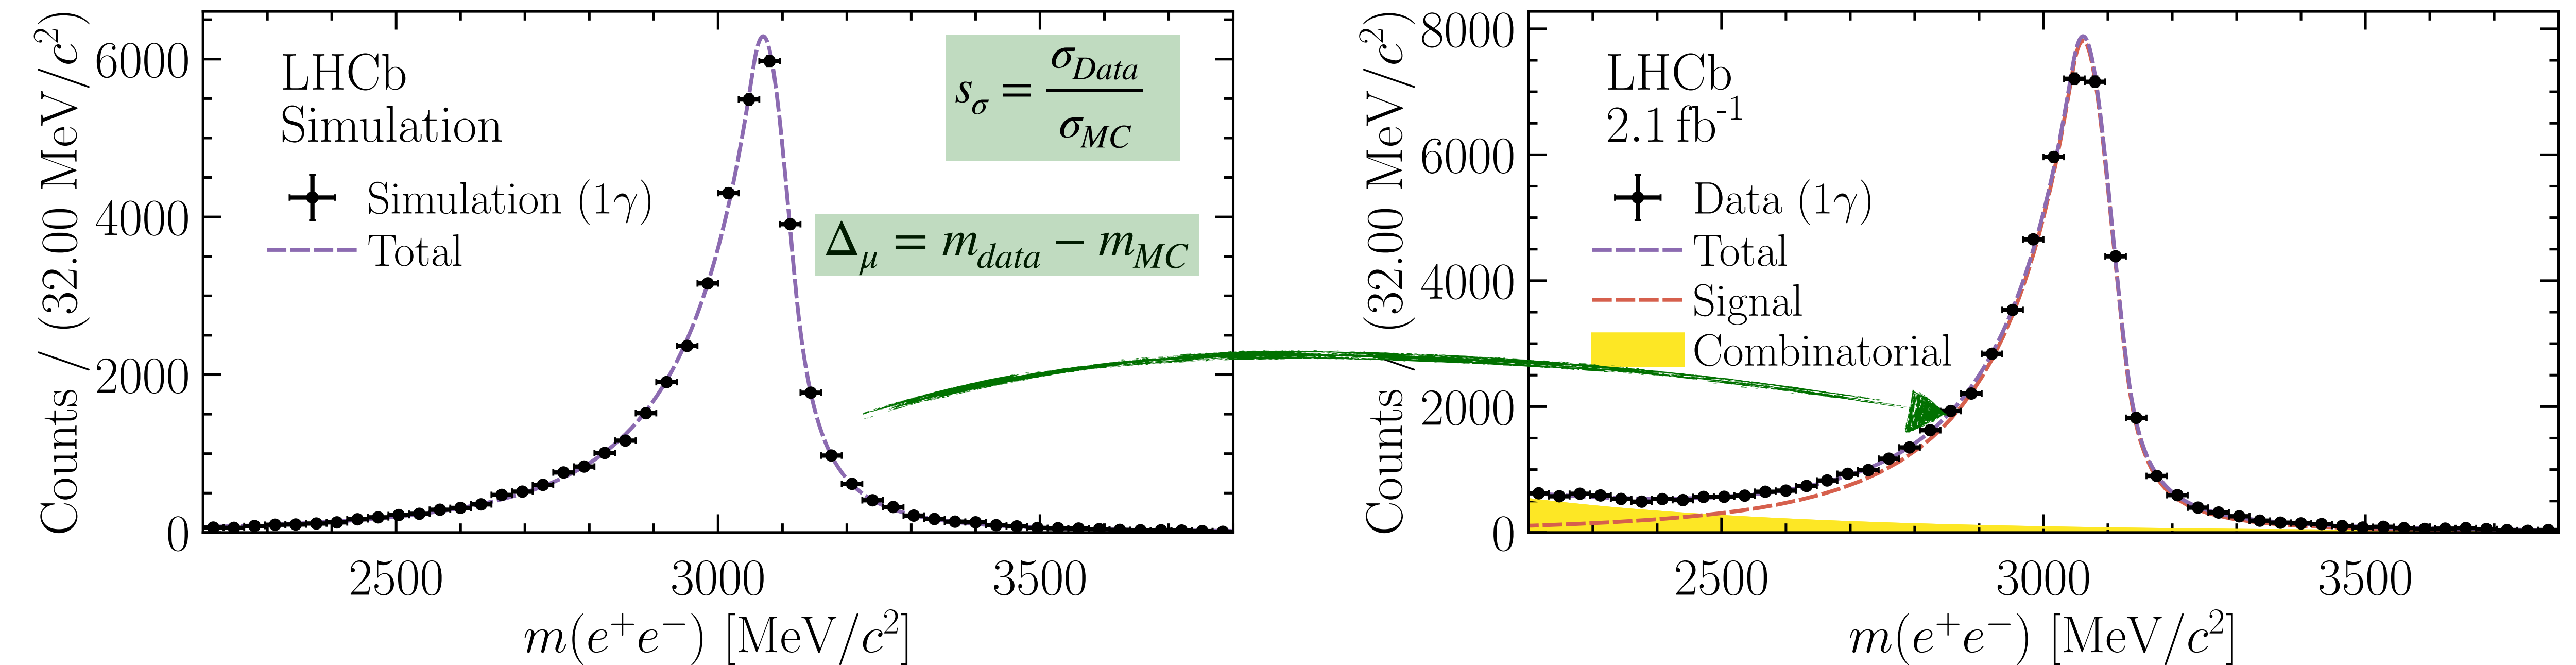 Counts / (32.00 MeV/c²)
6000
4000
2000
0
LHCb
Simulation
Simulation (1γ)
Total
s_σ = σ_Data / σ_MC
Δ_μ = m_data − m_MC
2500 3000 3500
m(e⁺e⁻) [MeV/c²]
Counts / (32.00 MeV/c²)
8000
6000
4000
2000
0
LHCb
2.1 fb⁻¹
Data (1γ)
Total
Signal
Combinatorial
2500 3000 3500
m(e⁺e⁻) [MeV/c²]